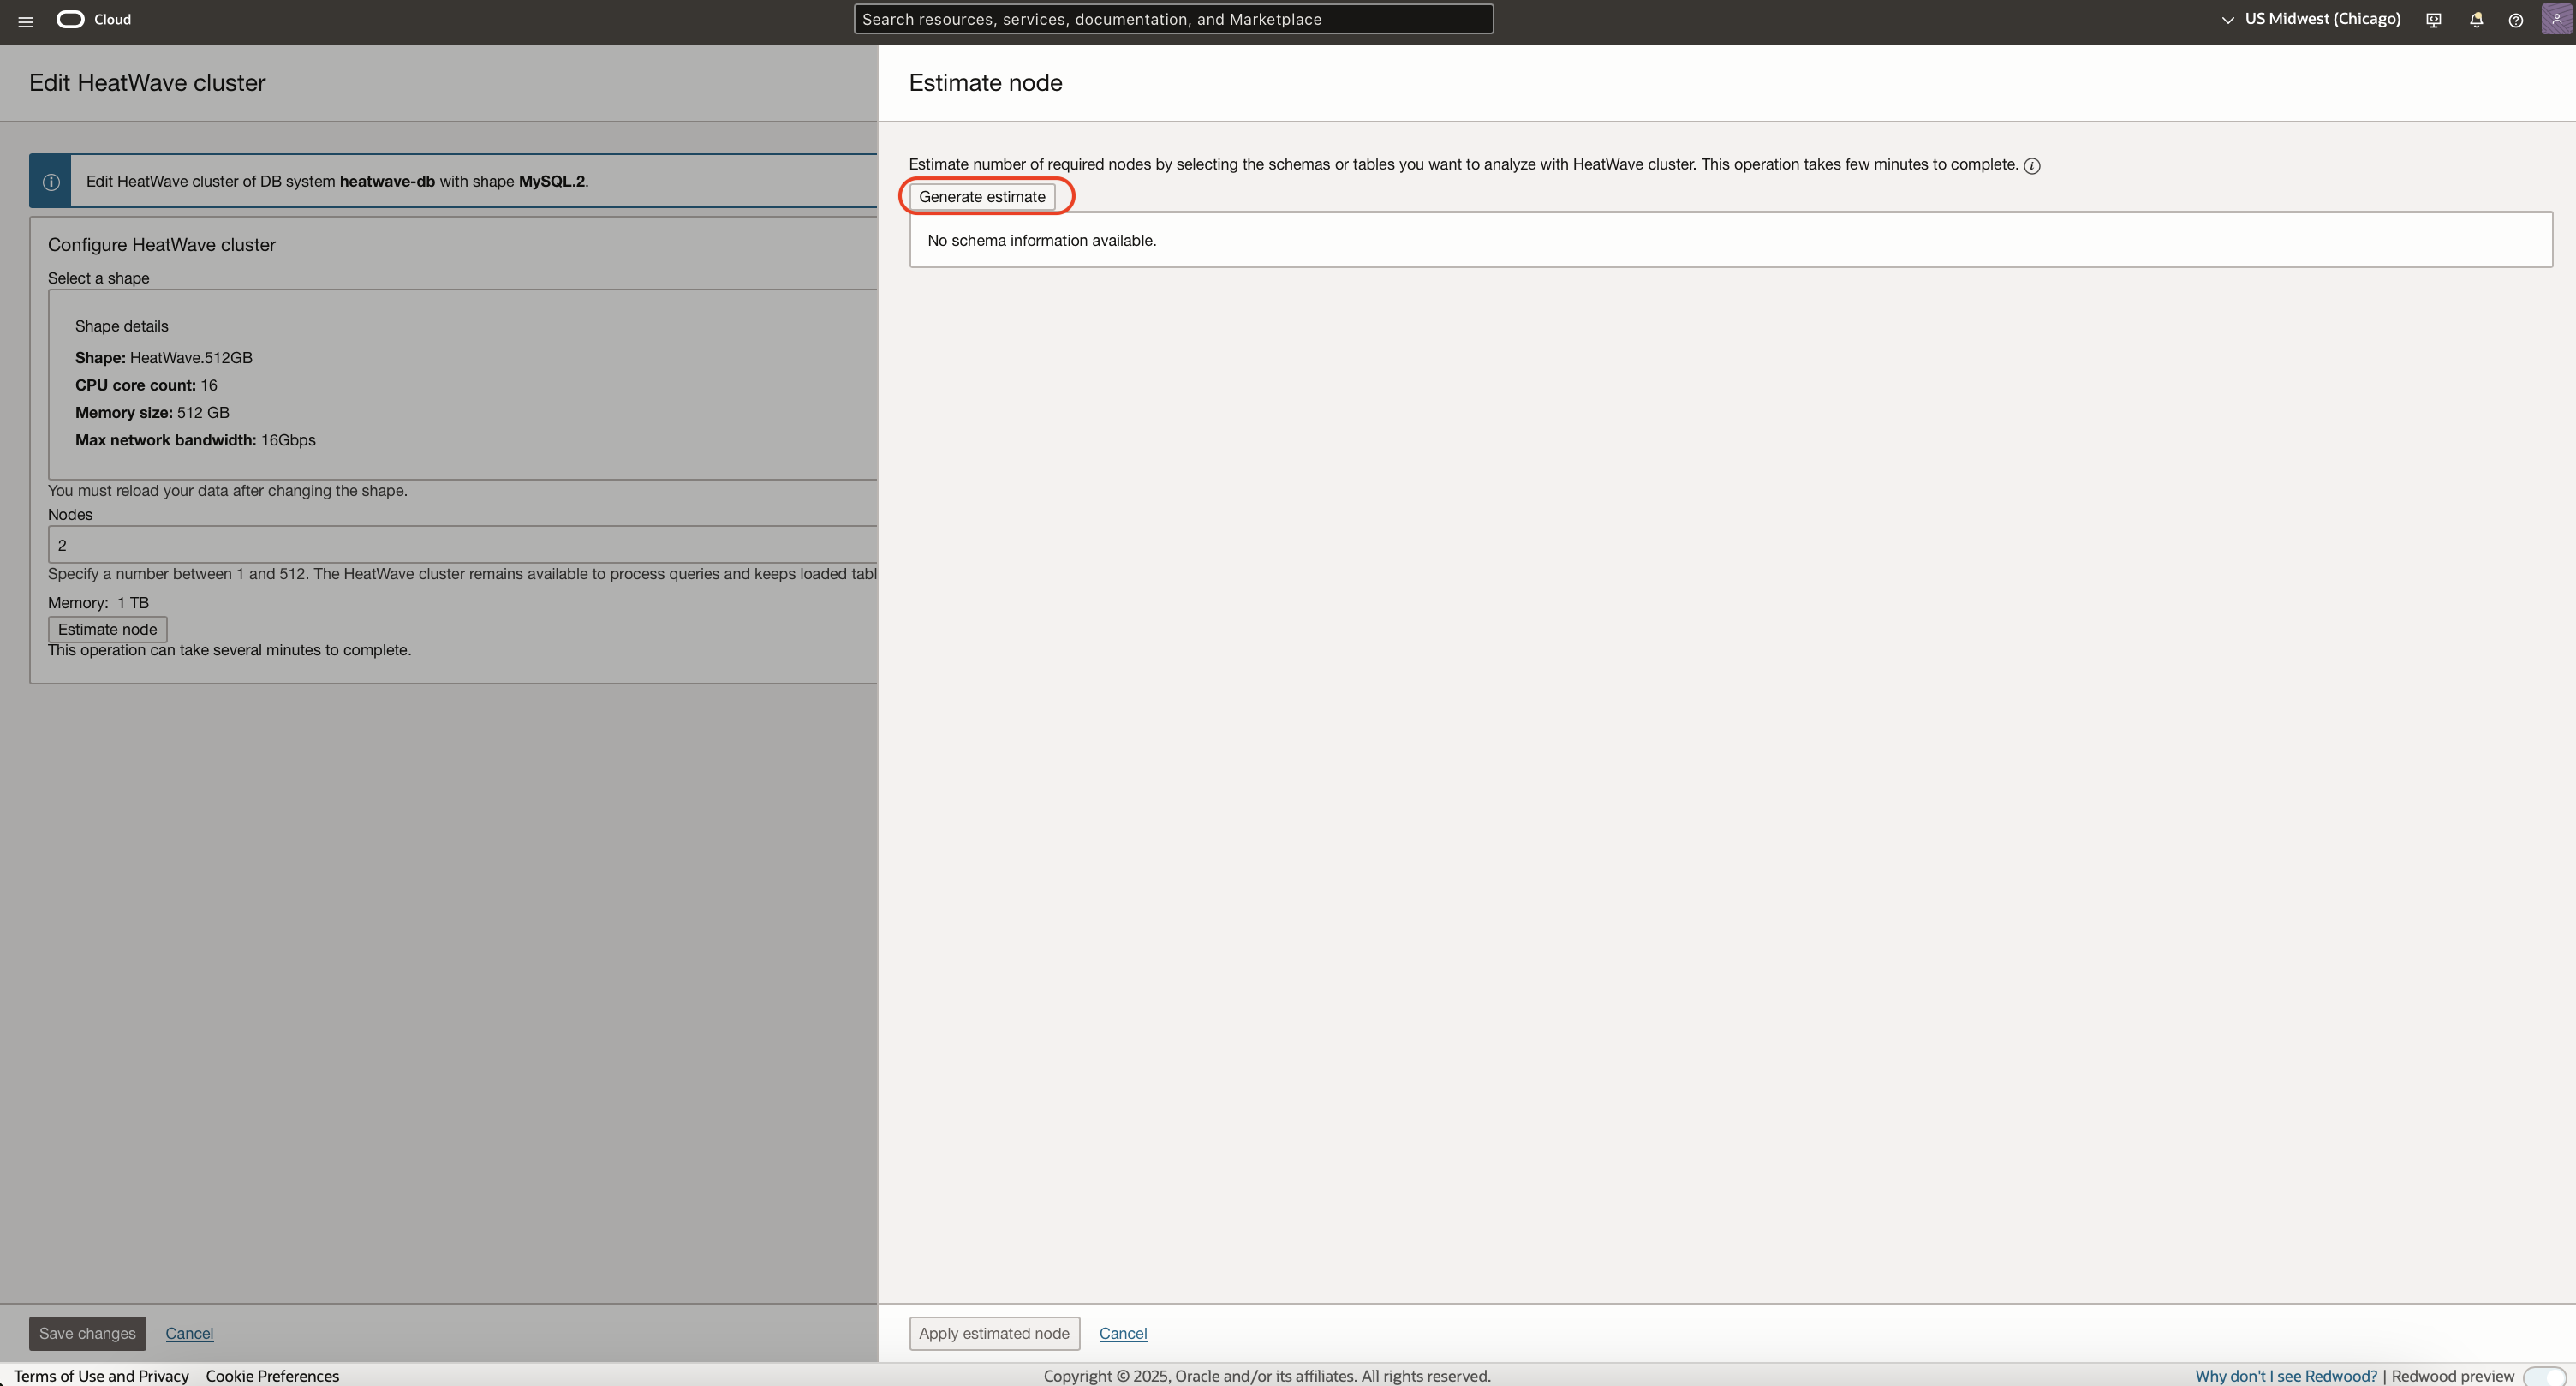 Cloud
Search resources, services, documentation, and Marketplace
US Midwest (Chicago)
Edit HeatWave cluster
Edit HeatWave cluster of DB system heatwave-db with shape MySQL.2.
Configure HeatWave cluster
Select a shape
Shape details
Shape: HeatWave.512GB
CPU core count: 16
Memory size: 512 GB
Max network bandwidth: 16Gbps
You must reload your data after changing the shape.
Nodes
2
Specify a number between 1 and 512. The HeatWave cluster remains available to process queries and keeps loaded tabl
Memory: 1 TB
Estimate node
This operation can take several minutes to complete.
Save changes
Cancel
Estimate node
Estimate number of required nodes by selecting the schemas or tables you want to analyze with HeatWave cluster. This operation takes few minutes to complete.
Generate estimate
No schema information available.
Apply estimated node
Cancel
Terms of Use and Privacy
Cookie Preferences
Copyright © 2025, Oracle and/or its affiliates. All rights reserved.
Why don't I see Redwood? | Redwood preview